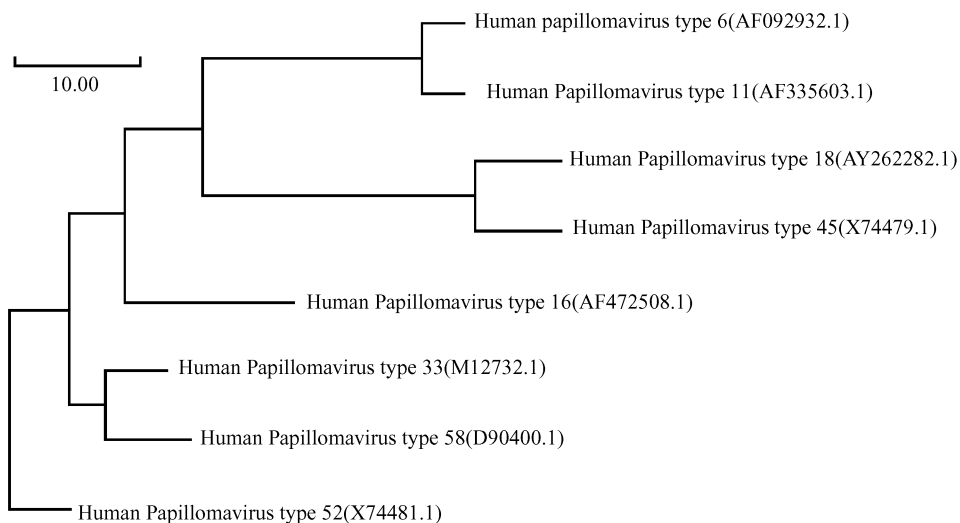 Human papillomavirus type 6(AF092932.1)
10.00
Human Papillomavirus type 11(AF335603.1)
Human Papillomavirus type 18(AY262282.1)
Human Papillomavirus type 45(X74479.1)
Human Papillomavirus type 16(AF472508.1)
Human Papillomavirus type 33(M12732.1)
Human Papillomavirus type 58(D90400.1)
Human Papillomavirus type 52(X74481.1)